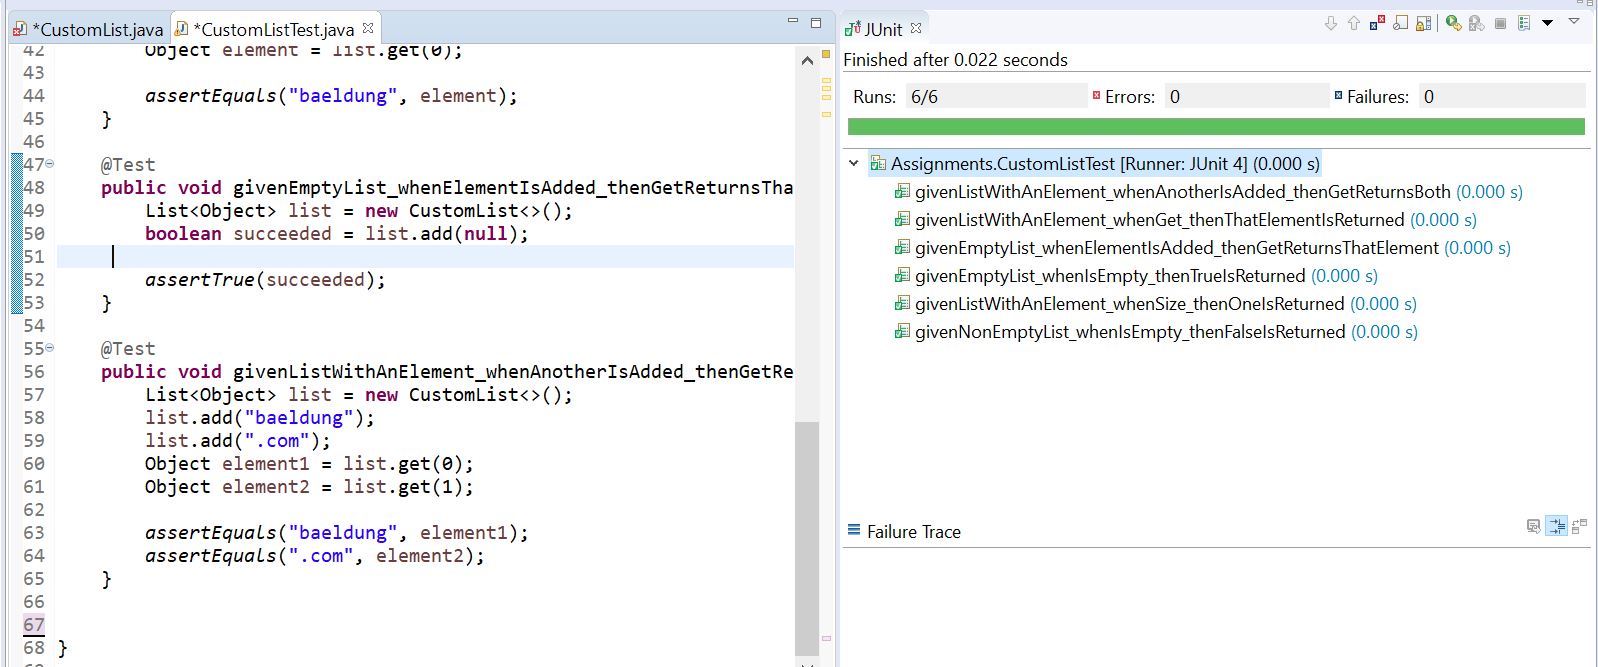 *CustomList.java
*CustomListTest.java
42 Object element = list.get(0);
43
44 assertEquals("baeldung", element);
45 }
46
47 @Test
48 public void givenEmptyList_whenElementIsAdded_thenGetReturnsTha
49 List<Object> list = new CustomList<>();
50 boolean succeeded = list.add(null);
51
52 assertTrue(succeeded);
53 }
54
55 @Test
56 public void givenListWithAnElement_whenAnotherIsAdded_thenGetRe
57 List<Object> list = new CustomList<>();
58 list.add("baeldung");
59 list.add(".com");
60 Object element1 = list.get(0);
61 Object element2 = list.get(1);
62
63 assertEquals("baeldung", element1);
64 assertEquals(".com", element2);
65 }
66
67
68 }
JUnit
Finished after 0.022 seconds
Runs: 6/6 Errors: 0 Failures: 0
Assignments.CustomListTest [Runner: JUnit 4] (0.000 s)
givenListWithAnElement_whenAnotherIsAdded_thenGetReturnsBoth (0.000 s)
givenListWithAnElement_whenGet_thenThatElementIsReturned (0.000 s)
givenEmptyList_whenElementIsAdded_thenGetReturnsThatElement (0.000 s)
givenEmptyList_whenIsEmpty_thenTrueIsReturned (0.000 s)
givenListWithAnElement_whenSize_thenOneIsReturned (0.000 s)
givenNonEmptyList_whenIsEmpty_thenFalseIsReturned (0.000 s)
Failure Trace